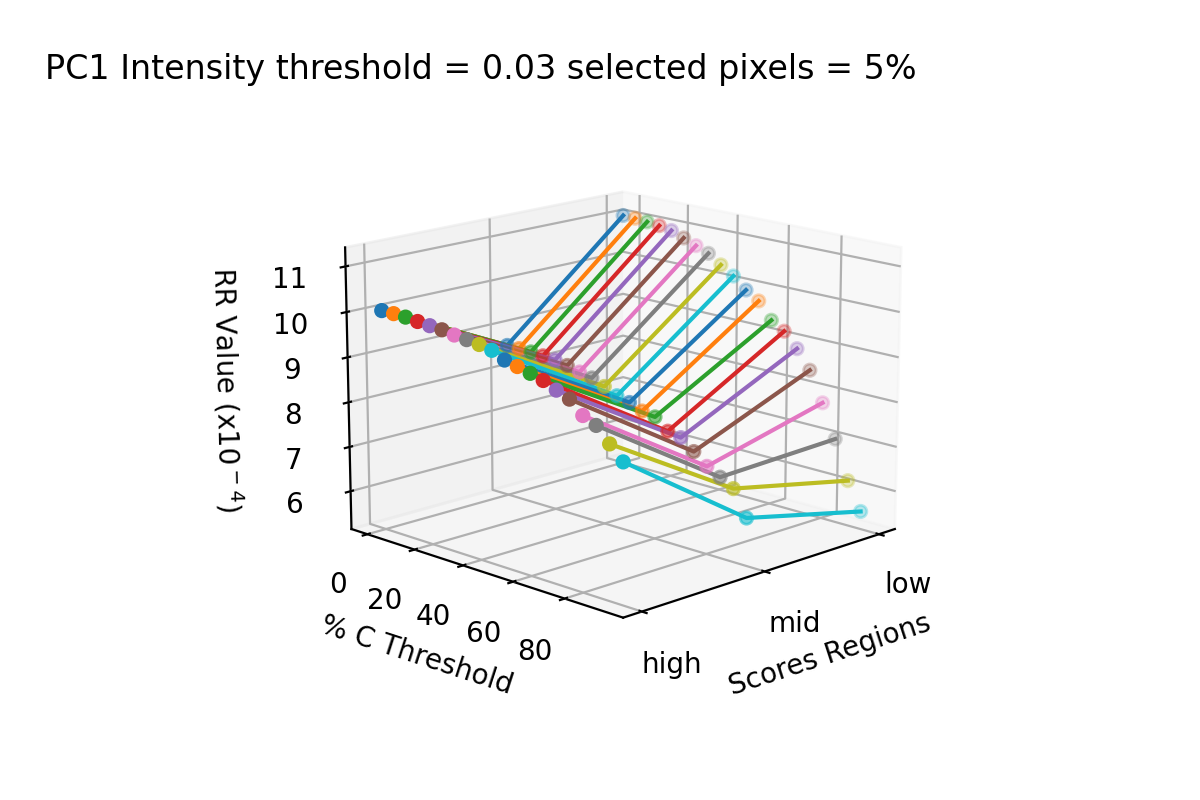 PC1 Intensity threshold = 0.03 selected pixels = 5%
RR Value (x10⁻⁴)
11
10
9
8
7
6
0
20
40
60
80
% C Threshold
high
mid
low
Scores Regions